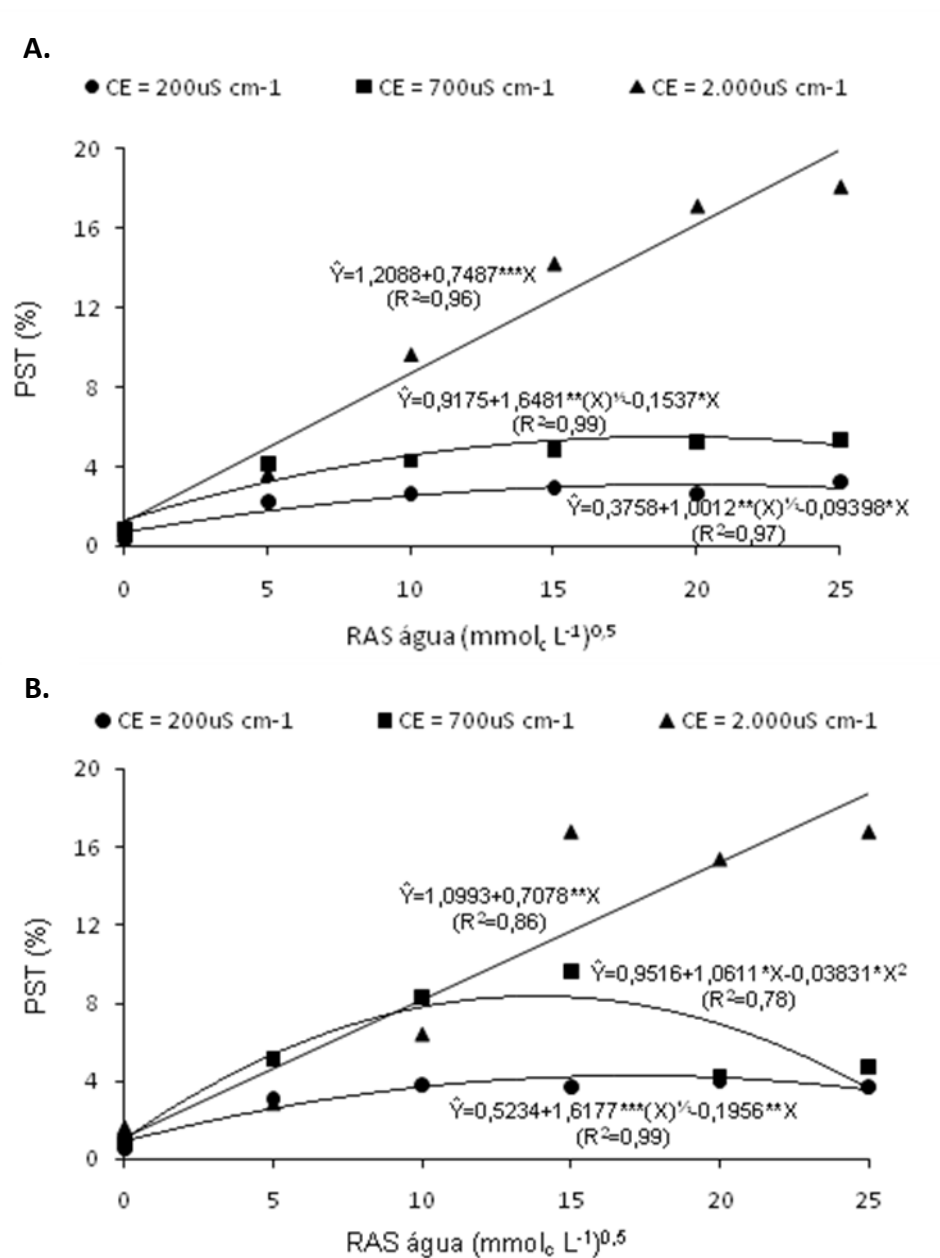 A.
CE = 200uS cm-1 CE = 700uS cm-1 CE = 2.000uS cm-1
20
16
12
8
4
0
PST (%)
Ŷ=1,2088+0,7487***X
(R²=0,96)
Ŷ=0,9175+1,6481**(X)^½-0,1537*X
(R²=0,99)
Ŷ=0,3758+1,0012**(X)^½-0,09398*X
(R²=0,97)
0 5 10 15 20 25
RAS água (mmol꜀ L⁻¹)⁰,⁵
B.
CE = 200uS cm-1 CE = 700uS cm-1 CE = 2.000uS cm-1
20
16
12
8
4
0
PST (%)
Ŷ=1,0993+0,7078**X
(R²=0,86)
Ŷ=0,9516+1,0611*X-0,03831*X²
(R²=0,78)
Ŷ=0,5234+1,6177***(X)^½-0,1956**X
(R²=0,99)
0 5 10 15 20 25
RAS água (mmol꜀ L⁻¹)⁰,⁵